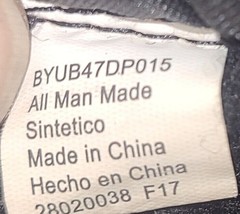 BYUB47DP015
All Man Made
Sintetico
Made in China
Hecho en China
28020038 F17